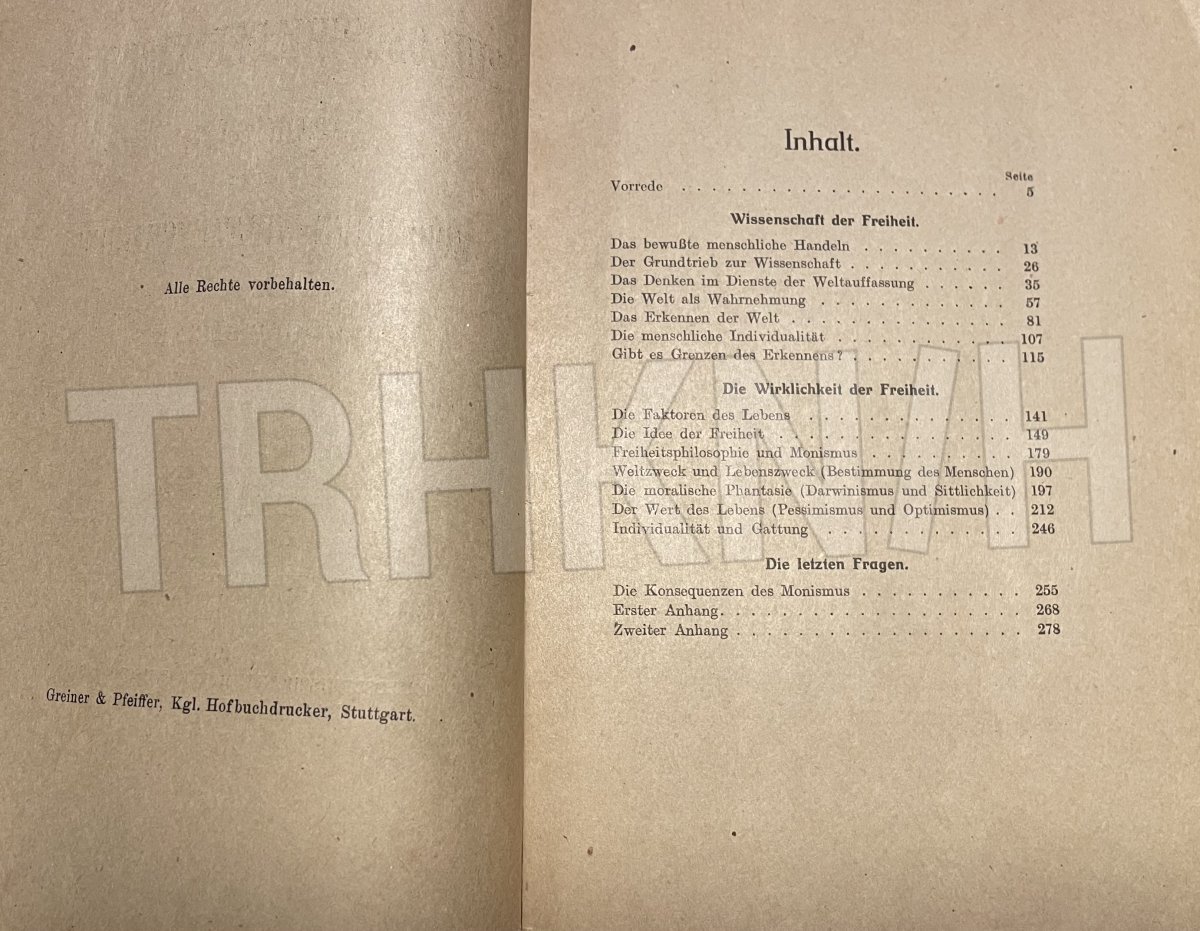 Alle Rechte vorbehalten.
Greiner & Pfeiffer, Kgl. Hofbuchdrucker, Stuttgart.
Inhalt.
Seite
Vorrede . . . . . . . . . . . . . . . . . . . . . 5
Wissenschaft der Freiheit.
Das bewußte menschliche Handeln . . . . . . . . . . 13
Der Grundtrieb zur Wissenschaft . . . . . . . . . . . 26
Das Denken im Dienste der Weltauffassung . . . . . . 35
Die Welt als Wahrnehmung . . . . . . . . . . . . . 57
Das Erkennen der Welt . . . . . . . . . . . . . . . 81
Die menschliche Individualität . . . . . . . . . . . . 107
Gibt es Grenzen des Erkennens? . . . . . . . . . . . 115
Die Wirklichkeit der Freiheit.
Die Faktoren des Lebens . . . . . . . . . . . . . . 141
Die Idee der Freiheit . . . . . . . . . . . . . . . . 149
Freiheitsphilosophie und Monismus . . . . . . . . . . 179
Weltzweck und Lebenszweck (Bestimmung des Menschen) 190
Die moralische Phantasie (Darwinismus und Sittlichkeit) 197
Der Wert des Lebens (Pessimismus und Optimismus) . . 212
Individualität und Gattung . . . . . . . . . . . . . 246
Die letzten Fragen.
Die Konsequenzen des Monismus . . . . . . . . . . . 255
Erster Anhang. . . . . . . . . . . . . . . . . . . . 268
Zweiter Anhang . . . . . . . . . . . . . . . . . . . 278
TRHKN/H